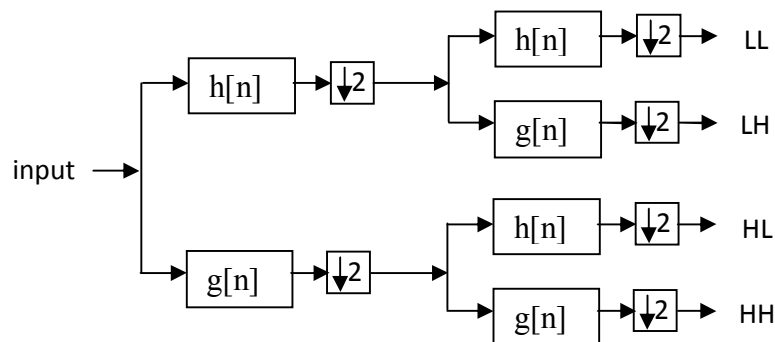 h[n] ↓2 h[n] ↓2 LL
g[n] ↓2 LH
input
g[n] ↓2 h[n] ↓2 HL
g[n] ↓2 HH